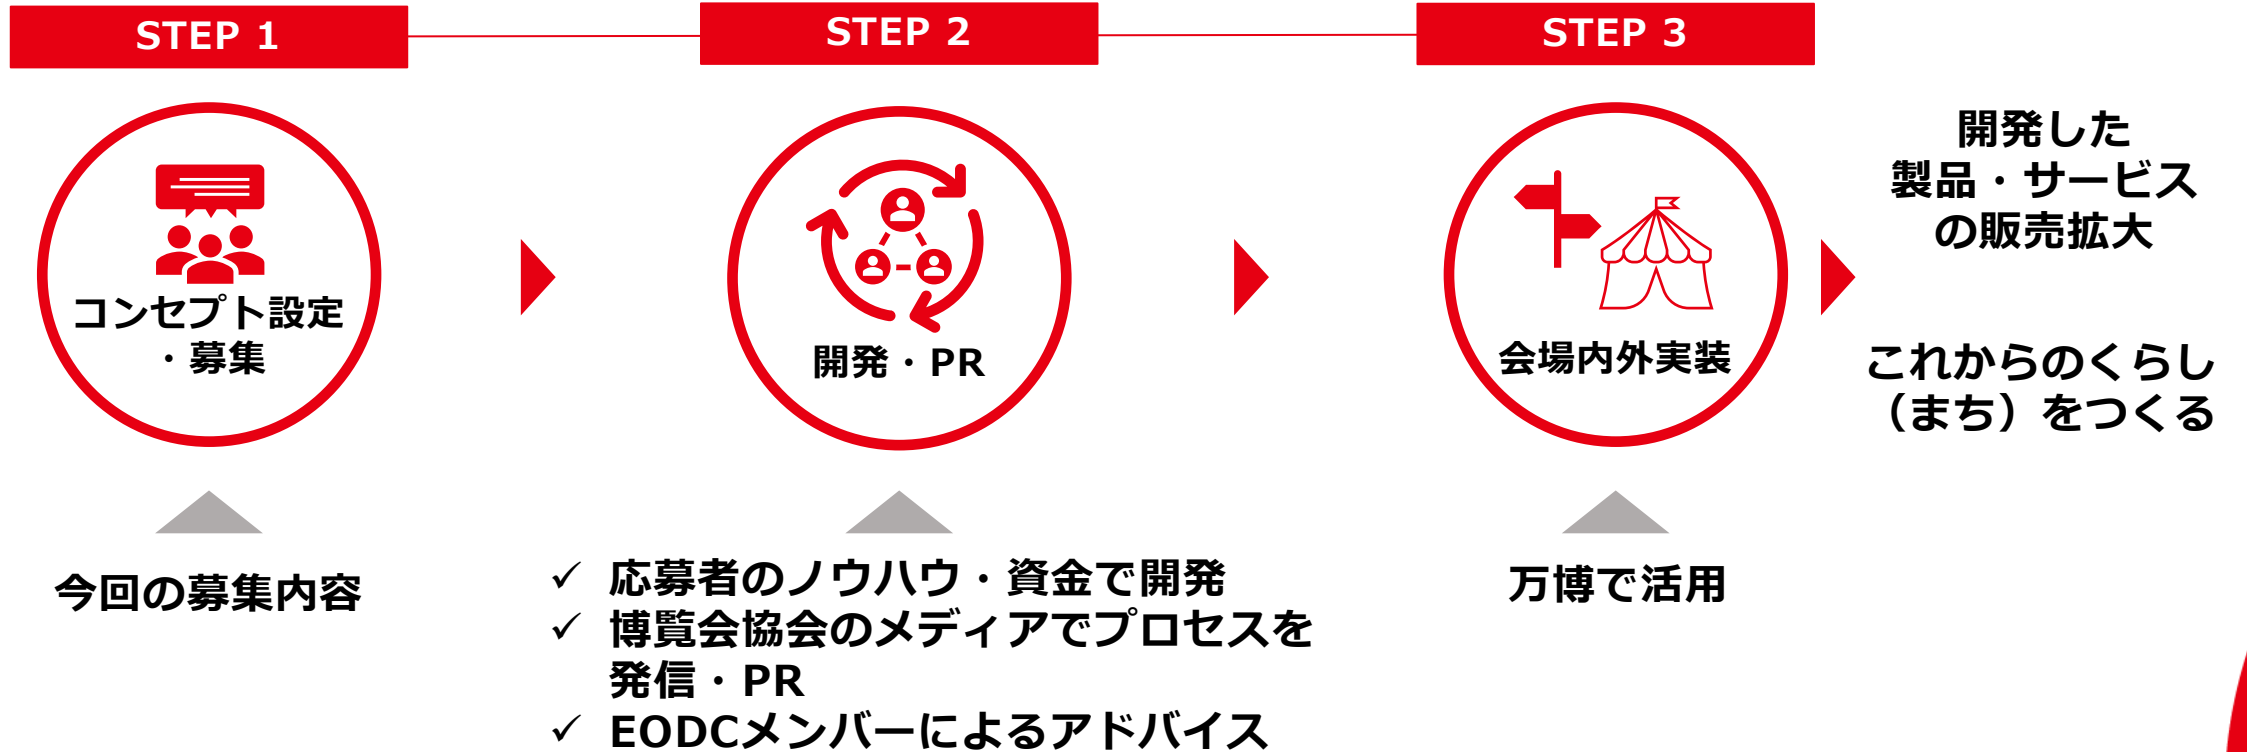 STEP 1
コンセプト設定
・募集
今回の募集内容
STEP 2
開発・PR
✓ 応募者のノウハウ・資金で開発
✓ 博覧会協会のメディアでプロセスを
発信・PR
✓ EODCメンバーによるアドバイス
STEP 3
会場内外実装
万博で活用
開発した
製品・サービス
の販売拡大
これからのくらし
（まち）をつくる